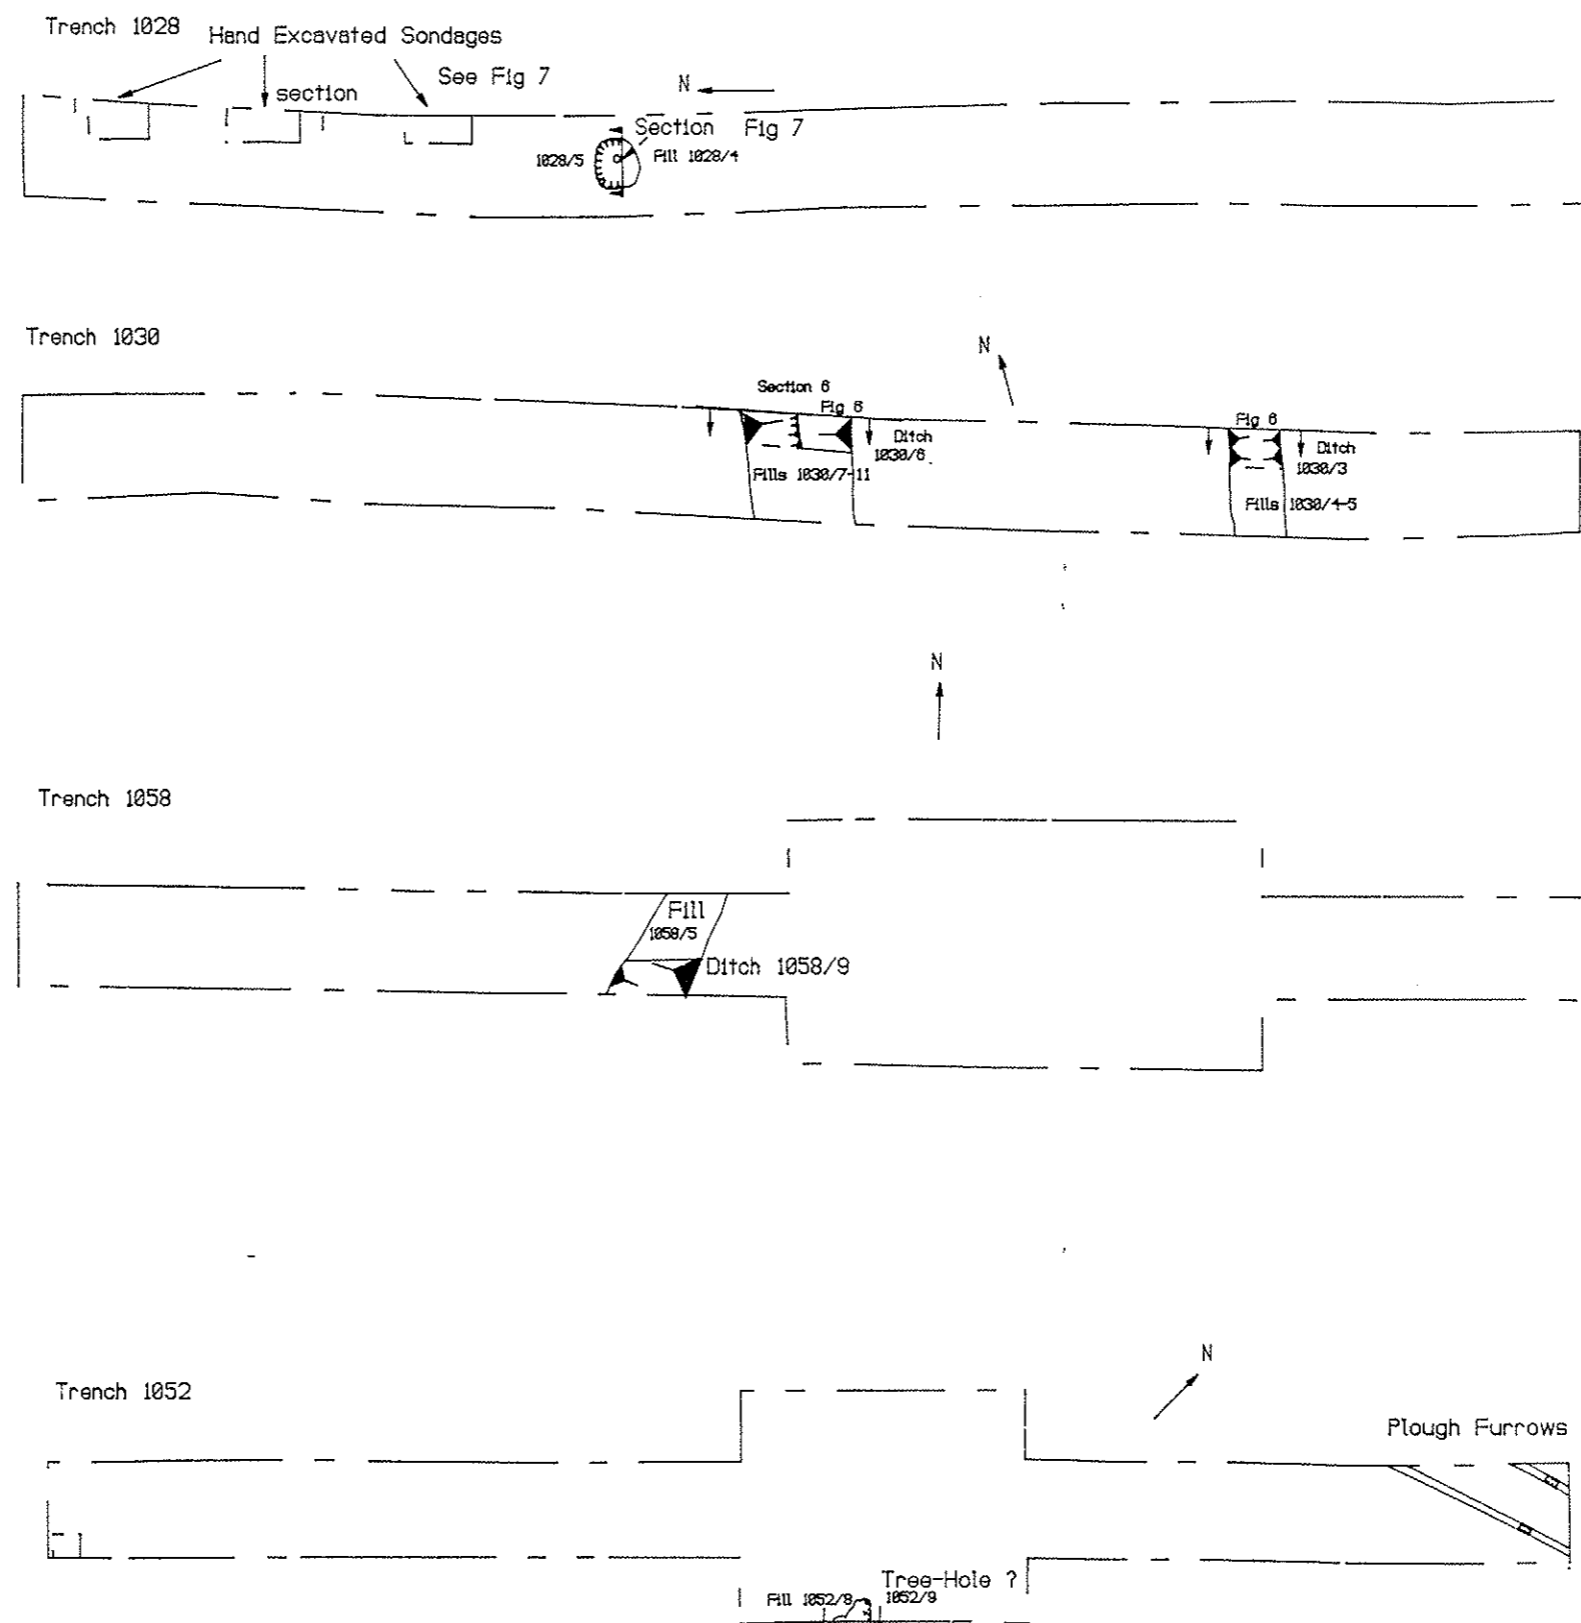 Trench 1028
Hand Excavated Sondages
See Fig 7
section
N
Section Fig 7
1028/5
Fill 1028/4
Trench 1030
N
Section 6
Fig 6
Ditch
1030/6
Fills 1030/7-11
Fig 6
Ditch
1030/3
Fills 1030/4-5
N
Trench 1058
Fill
1058/5
Ditch 1058/9
N
Trench 1052
Plough Furrows
Tree-Hole ?
Fill 1052/8
1052/9